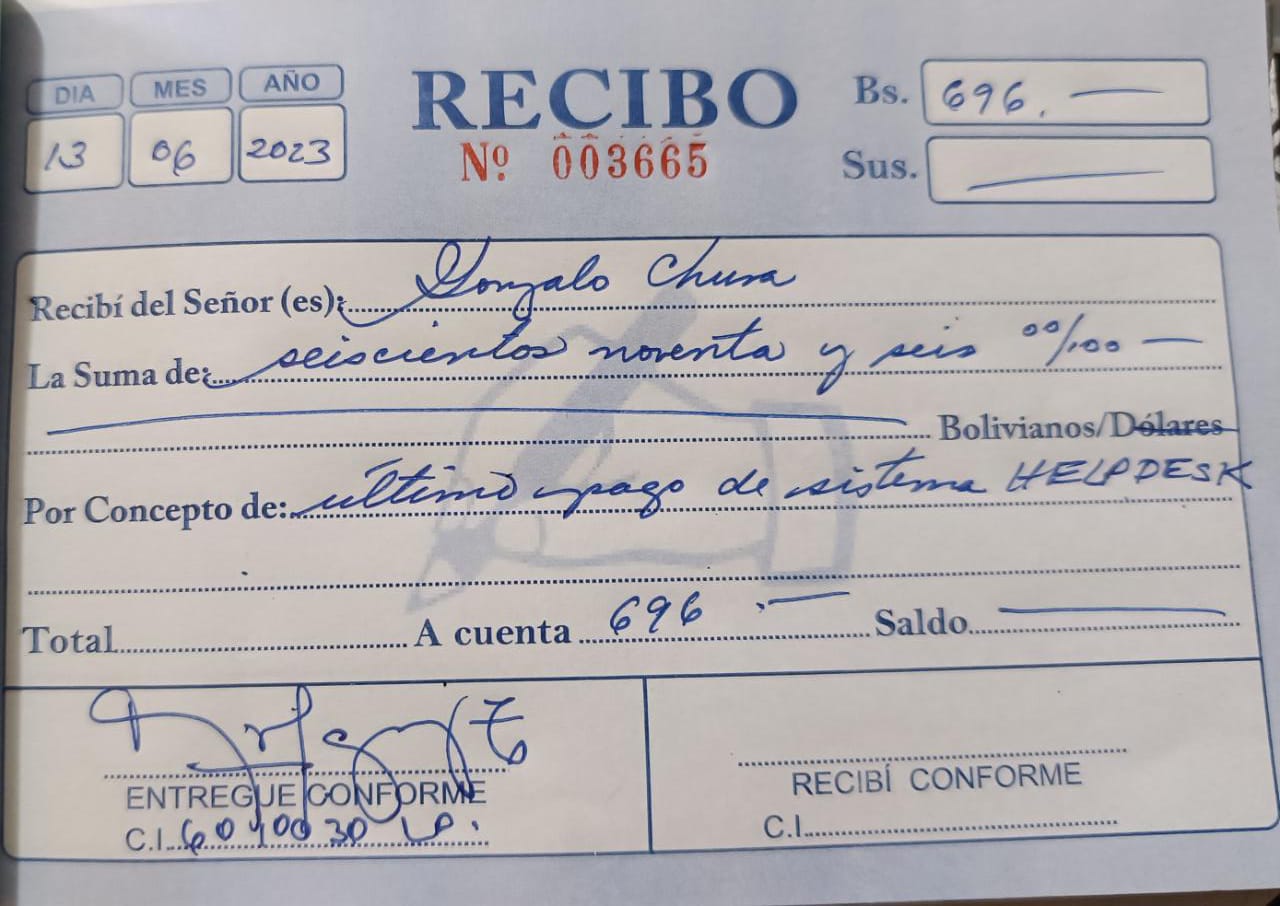 DIA MES AÑO RECIBO Bs. 696.—
13 06 2023 Nº 003665 Sus. —
Recibí del Señor (es): Gonzalo Chura
La Suma de: seiscientos noventa y seis 00/100 —
Bolivianos/Dólares
Por Concepto de: último pago de sistema HELPDESK
Total A cuenta 696.— Saldo —
ENTREGUE CONFORME RECIBÍ CONFORME
C.I. LP. C.I.